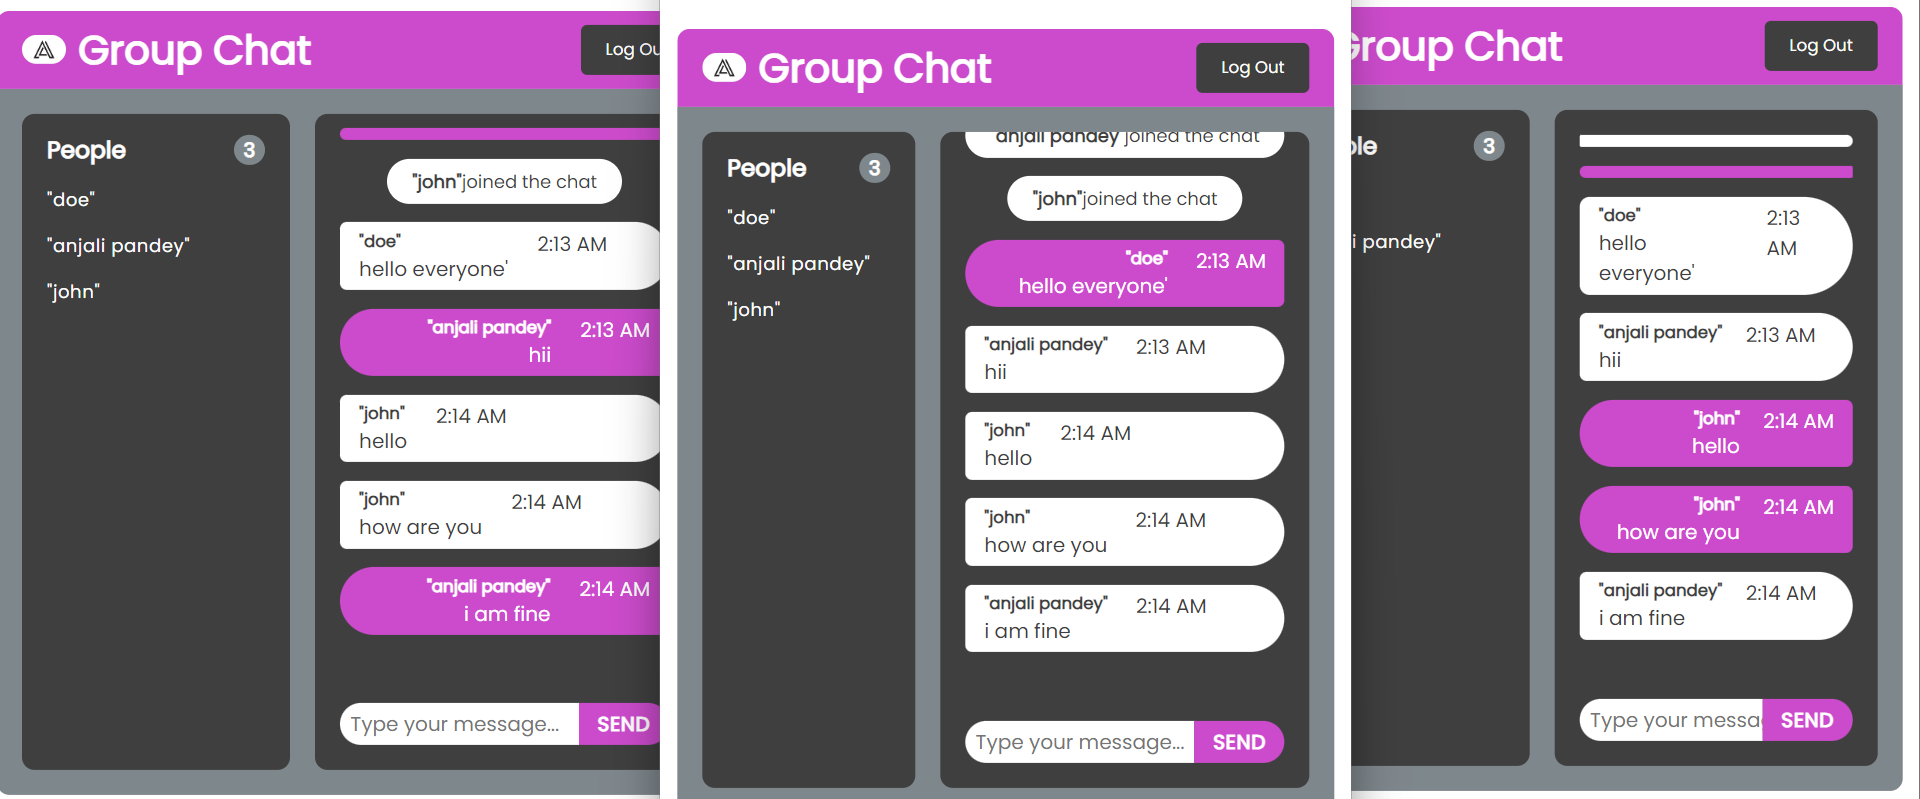 Group Chat
Log Ou
People 3
"doe"
"anjali pandey"
"john"
"john"joined the chat
"doe" 2:13 AM
hello everyone'
"anjali pandey" 2:13 AM
hii
"john" 2:14 AM
hello
"john" 2:14 AM
how are you
"anjali pandey" 2:14 AM
i am fine
Type your message... SEND
Group Chat
Log Out
People 3
"doe"
"anjali pandey"
"john"
anjali pandey joined the chat
"john"joined the chat
"doe" 2:13 AM
hello everyone'
"anjali pandey" 2:13 AM
hii
"john" 2:14 AM
hello
"john" 2:14 AM
how are you
"anjali pandey" 2:14 AM
i am fine
Type your message... SEND
Group Chat
Log Out
ple 3
i pandey"
"doe" 2:13
hello AM
everyone'
"anjali pandey" 2:13 AM
hii
"john" 2:14 AM
hello
"john" 2:14 AM
how are you
"anjali pandey" 2:14 AM
i am fine
Type your messa SEND